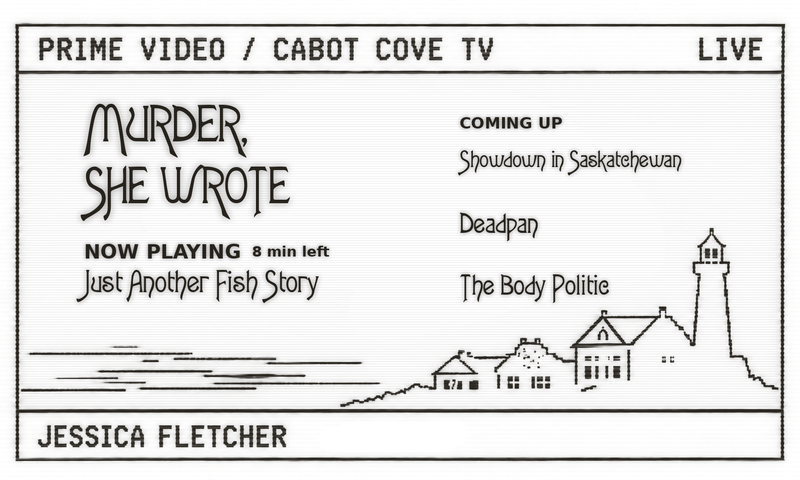 PRIME VIDEO / CABOT COVE TV LIVE
MURDER,
SHE WROTE
NOW PLAYING 8 min left
Just Another Fish Story
COMING UP
Showdown in Saskatchewan
Deadpan
The Body Politic
JESSICA FLETCHER